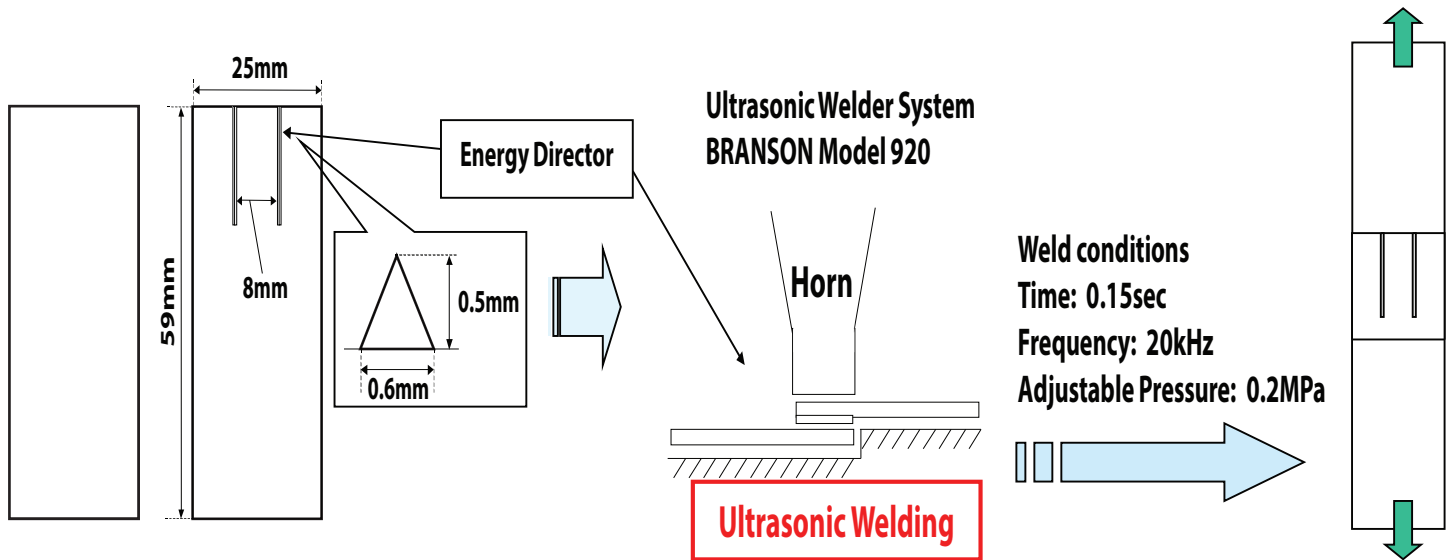 25mm
Energy Director
8mm
59mm
0.5mm
0.6mm
Ultrasonic Welder System
BRANSON Model 920
Horn
Ultrasonic Welding
Weld conditions
Time: 0.15sec
Frequency: 20kHz
Adjustable Pressure: 0.2MPa